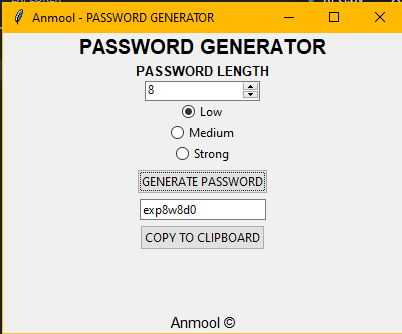 Anmool - PASSWORD GENERATOR
PASSWORD GENERATOR
PASSWORD LENGTH
8
Low
Medium
Strong
GENERATE PASSWORD
exp8w8d0
COPY TO CLIPBOARD
Anmool ©